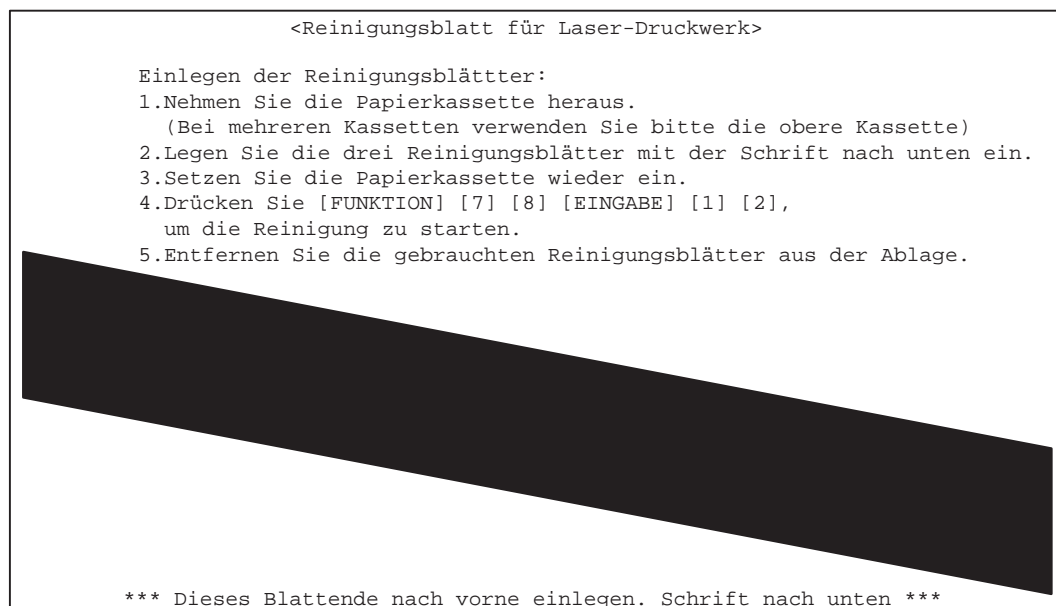 <Reinigungsblatt für Laser-Druckwerk>
Einlegen der Reinigungsblättter:
1.Nehmen Sie die Papierkassette heraus.
(Bei mehreren Kassetten verwenden Sie bitte die obere Kassette)
2.Legen Sie die drei Reinigungsblätter mit der Schrift nach unten ein.
3.Setzen Sie die Papierkassette wieder ein.
4.Drücken Sie [FUNKTION] [7] [8] [EINGABE] [1] [2],
um die Reinigung zu starten.
5.Entfernen Sie die gebrauchten Reinigungsblätter aus der Ablage.
*** Dieses Blattende nach vorne einlegen. Schrift nach unten ***